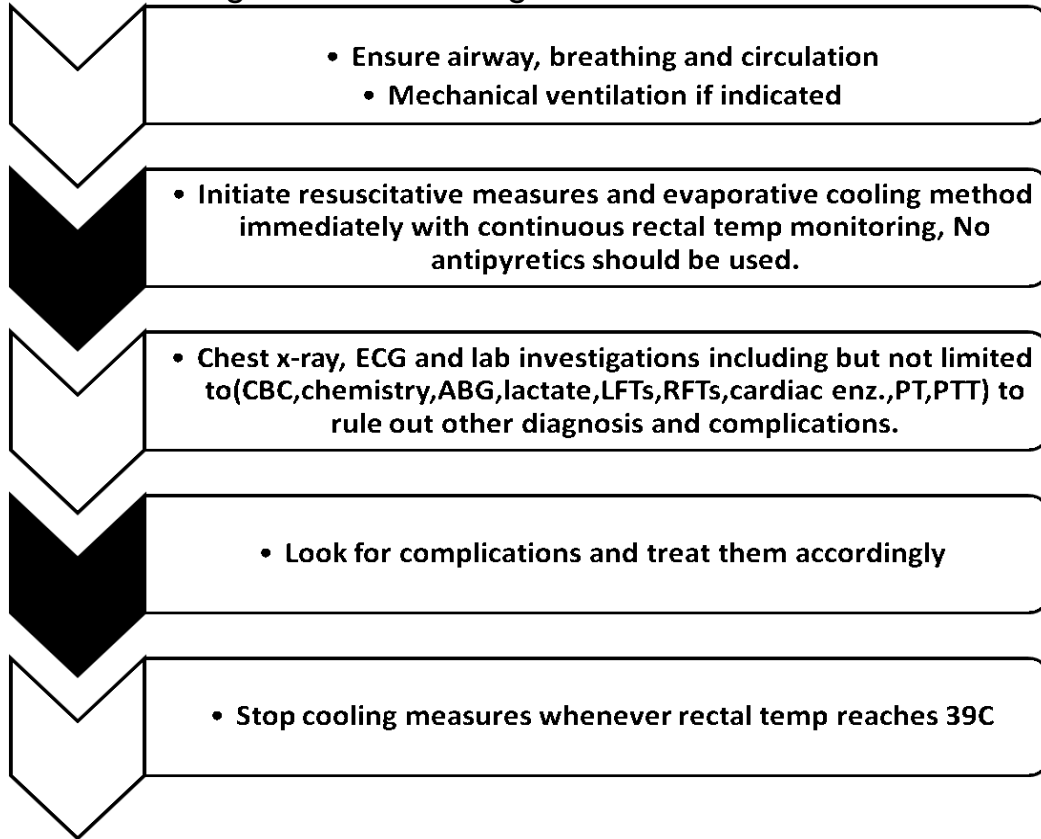 • Ensure airway, breathing and circulation
• Mechanical ventilation if indicated
• Initiate resuscitative measures and evaporative cooling method
immediately with continuous rectal temp monitoring, No
antipyretics should be used.
• Chest x-ray, ECG and lab investigations including but not limited
to(CBC,chemistry,ABG,lactate,LFTs,RFTs,cardiac enz.,PT,PTT) to
rule out other diagnosis and complications.
• Look for complications and treat them accordingly
• Stop cooling measures whenever rectal temp reaches 39C